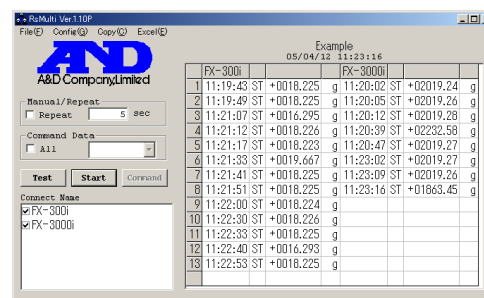 RsMulti Ver.1.10P
File(F) Config(G) Copy(C) Excel(E)
AND
A&D Company,Limited
Manual/Repeat
Repeat 5 sec
Command Data
All
Test Start Command
Connect Name
FX-300i
FX-3000i
Example
05/04/12 11:23:16
FX-300i FX-3000i
1 11:19:43 ST +0018.225 g 11:20:02 ST +02019.24 g
2 11:19:49 ST +0018.225 g 11:20:05 ST +02019.26 g
3 11:21:07 ST +0016.295 g 11:20:12 ST +02019.28 g
4 11:21:12 ST +0018.226 g 11:20:39 ST +02232.58 g
5 11:21:17 ST +0018.223 g 11:20:47 ST +02019.27 g
6 11:21:33 ST +0019.667 g 11:23:02 ST +02019.27 g
7 11:21:41 ST +0018.225 g 11:23:09 ST +02019.26 g
8 11:21:51 ST +0018.225 g 11:23:16 ST +01863.45 g
9 11:22:00 ST +0018.224 g
10 11:22:30 ST +0018.226 g
11 11:22:33 ST +0018.225 g
12 11:22:40 ST +0016.293 g
13 11:22:53 ST +0018.225 g